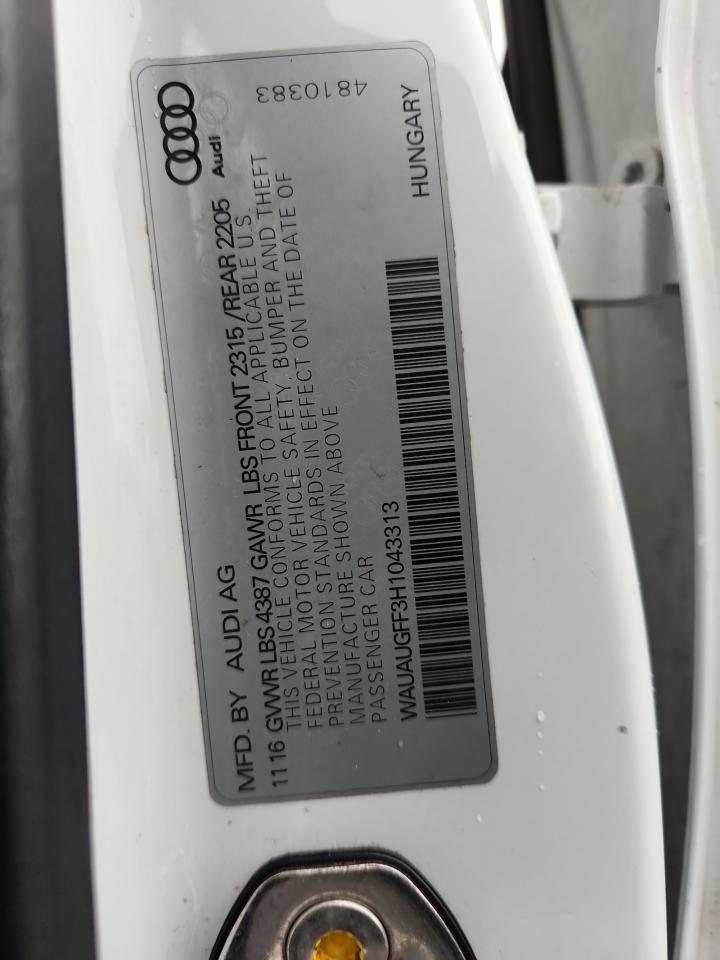 MFD. BY AUDI AG
Audi
1116 GVWR LBS 4387 GAWR LBS FRONT 2315 /REAR 2205
THIS VEHICLE CONFORMS TO ALL APPLICABLE U.S.
FEDERAL MOTOR VEHICLE SAFETY, BUMPER AND THEFT
PREVENTION STANDARDS IN EFFECT ON THE DATE OF
MANUFACTURE SHOWN ABOVE
PASSENGER CAR
WAUAUGFF3H1043313
HUNGARY
4810383